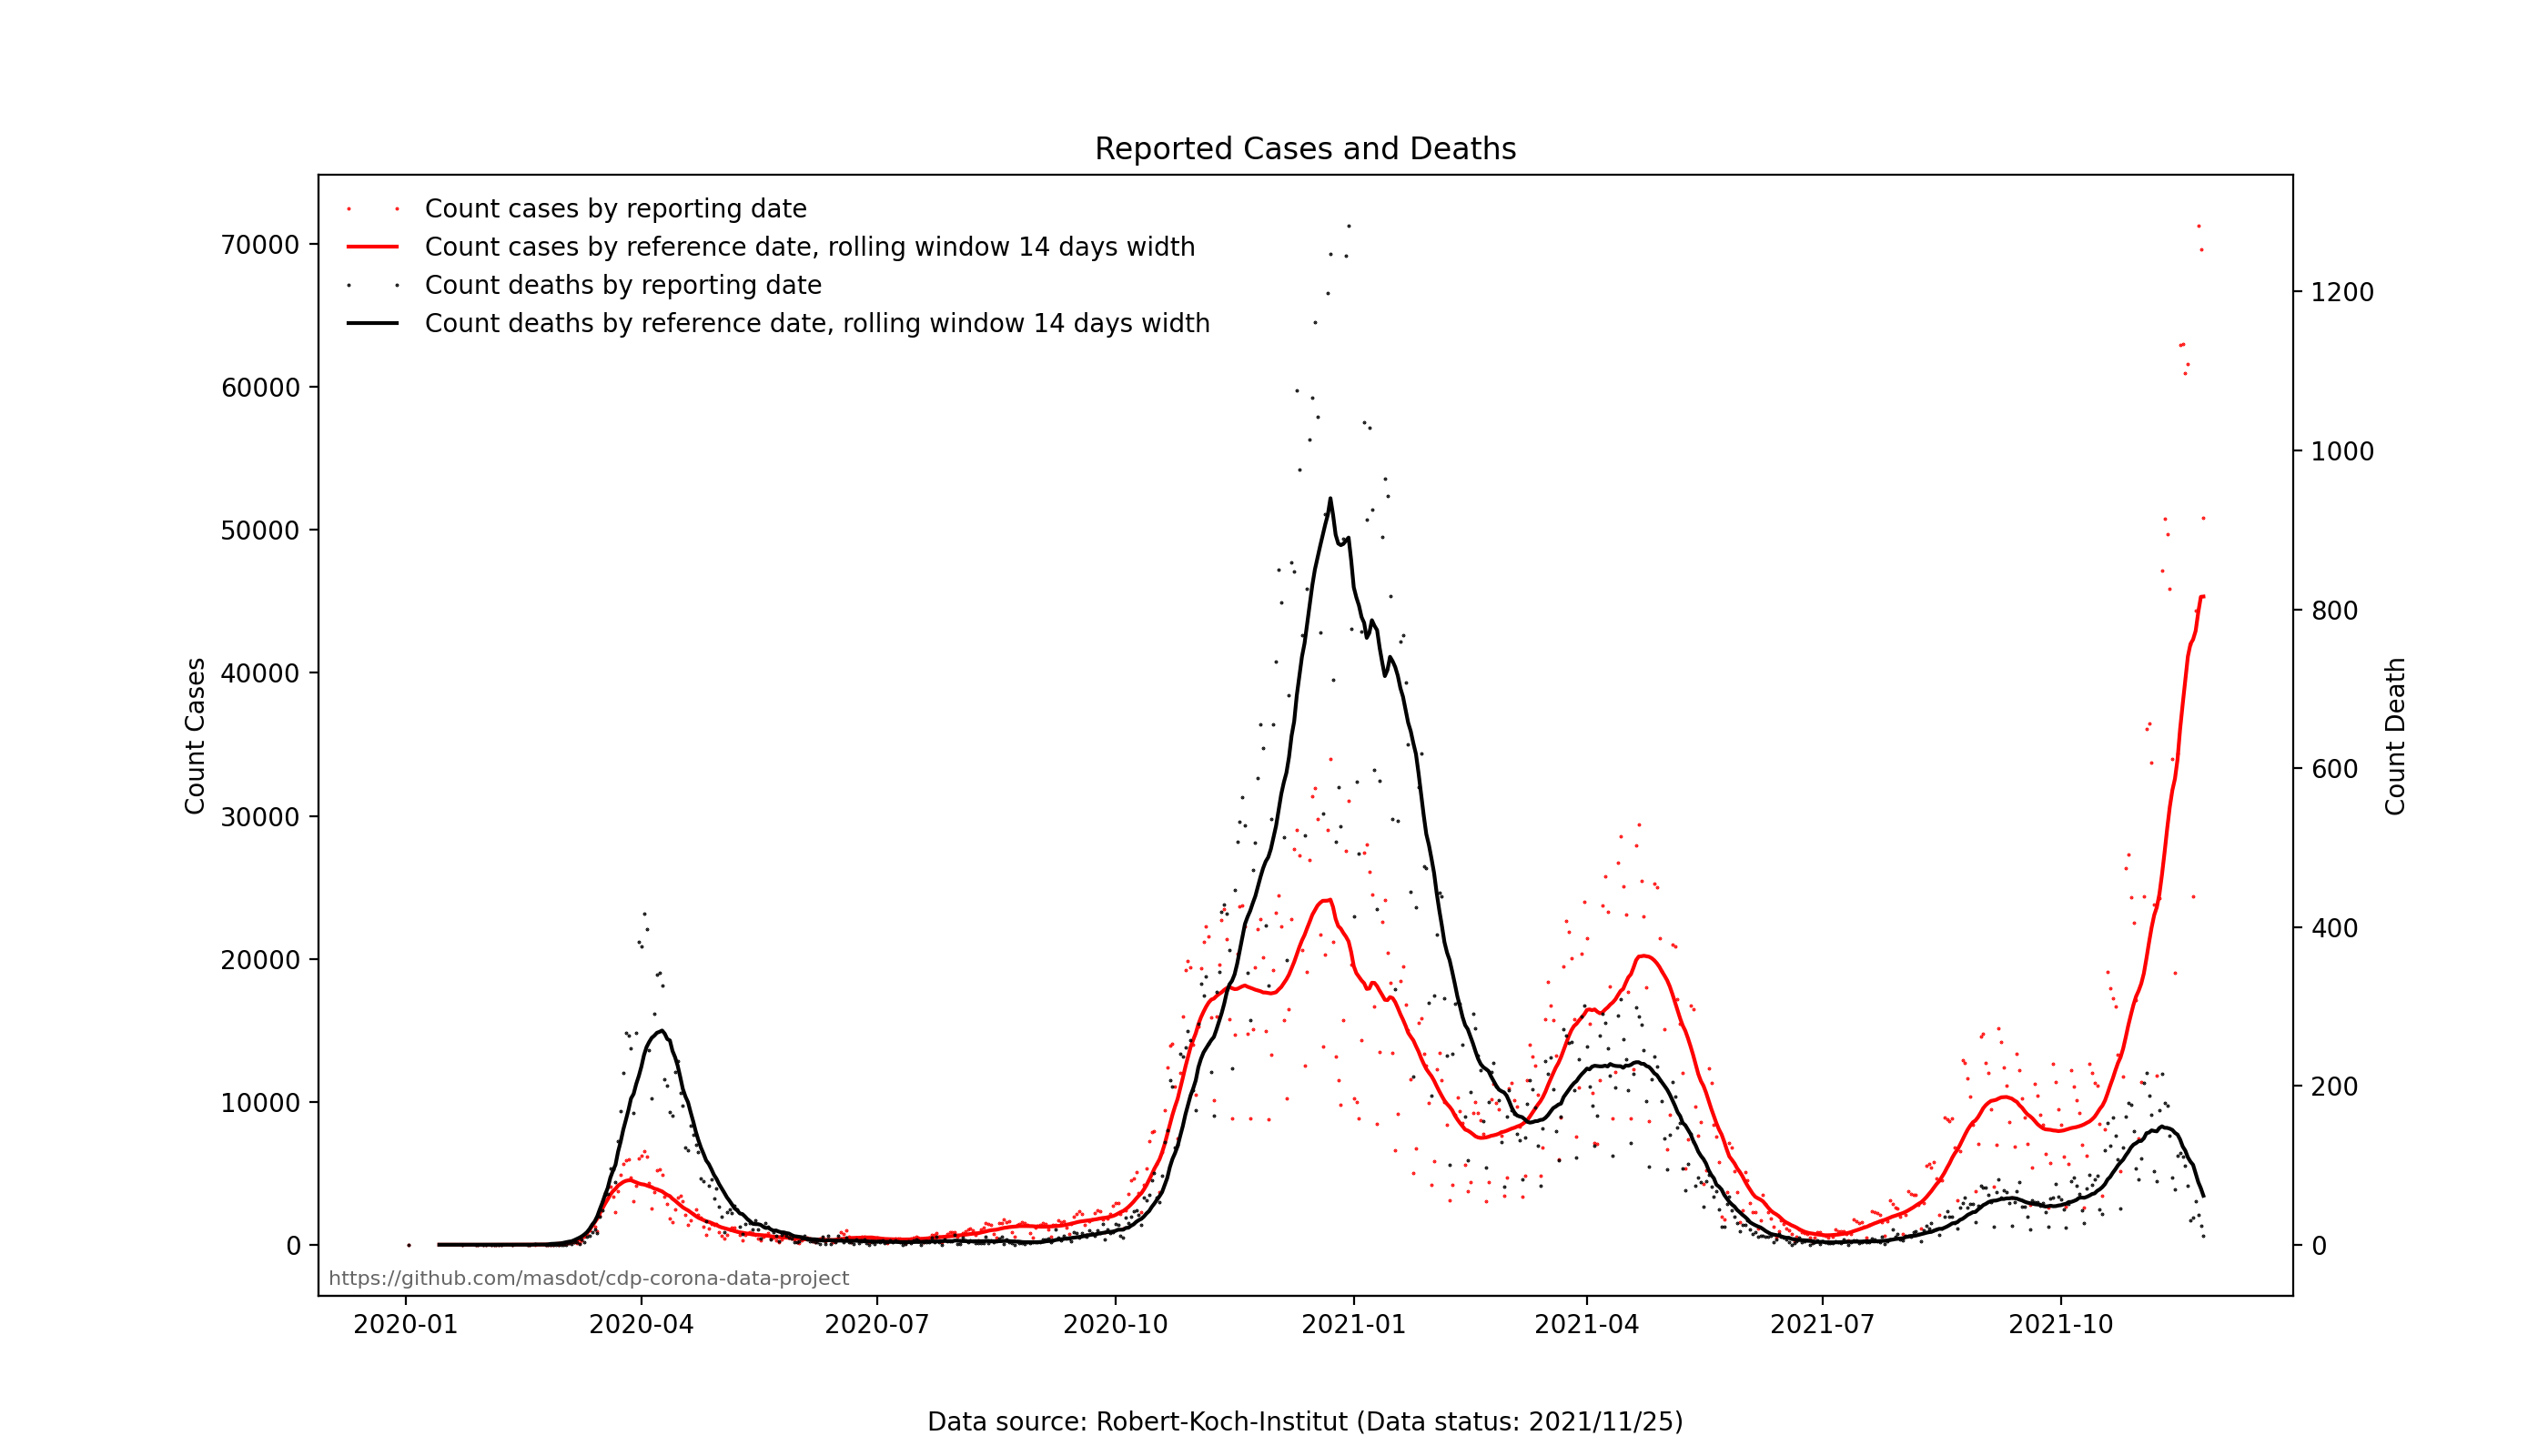 Reported Cases and Deaths
Count cases by reporting date
Count cases by reference date, rolling window 14 days width
Count deaths by reporting date
Count deaths by reference date, rolling window 14 days width
70000
60000
50000
40000
30000
20000
10000
0
Count Cases
1200
1000
800
600
400
200
0
Count Death
https://github.com/masdot/cdp-corona-data-project
2020-01 2020-04 2020-07 2020-10 2021-01 2021-04 2021-07 2021-10
Data source: Robert-Koch-Institut (Data status: 2021/11/25)